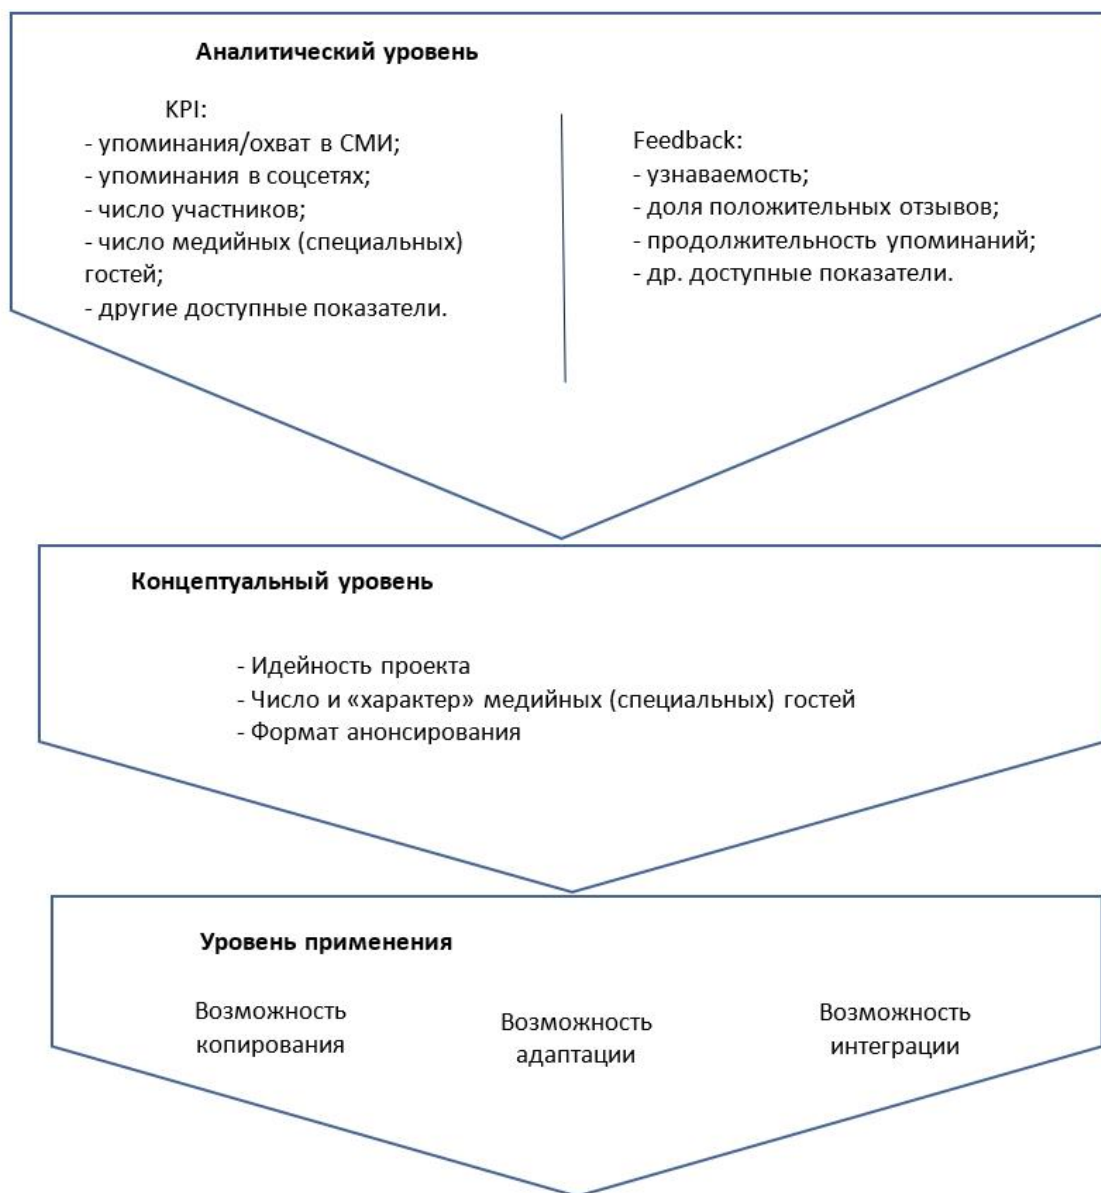 Аналитический уровень
KPI:
- упоминания/охват в СМИ;
- упоминания в соцсетях;
- число участников;
- число медийных (специальных)
гостей;
- другие доступные показатели.
Feedback:
- узнаваемость;
- доля положительных отзывов;
- продолжительность упоминаний;
- др. доступные показатели.
Концептуальный уровень
- Идейность проекта
- Число и «характер» медийных (специальных) гостей
- Формат анонсирования
Уровень применения
Возможность
копирования
Возможность
адаптации
Возможность
интеграции